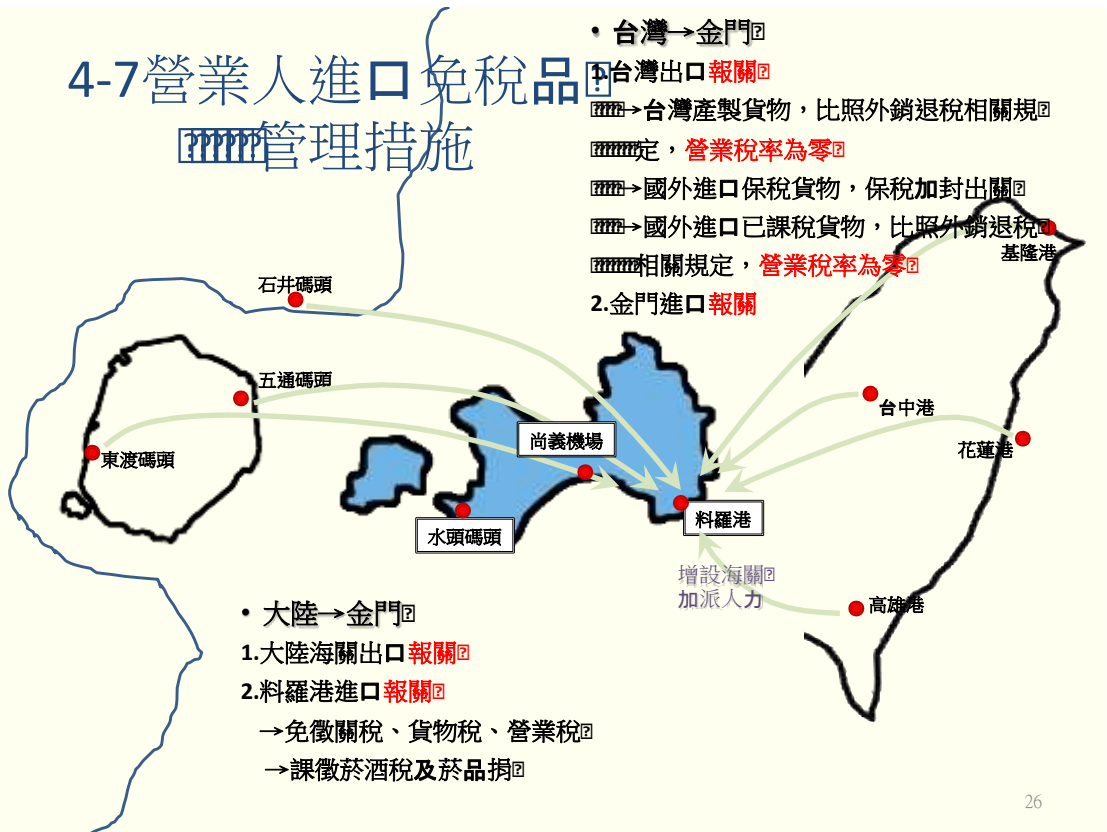 4-7營業人進口免稅品
管理措施
• 台灣→金門
1.台灣出口報關
→台灣產製貨物，比照外銷退稅相關規
定，營業稅率為零
→國外進口保稅貨物，保稅加封出關
→國外進口已課稅貨物，比照外銷退稅
相關規定，營業稅率為零
2.金門進口報關
基隆港
石井碼頭
五通碼頭
台中港
東渡碼頭
尚義機場
花蓮港
水頭碼頭
料羅港
增設海關
加派人力
高雄港
• 大陸→金門
1.大陸海關出口報關
2.料羅港進口報關
→免徵關稅、貨物稅、營業稅
→課徵菸酒稅及菸品捐
26